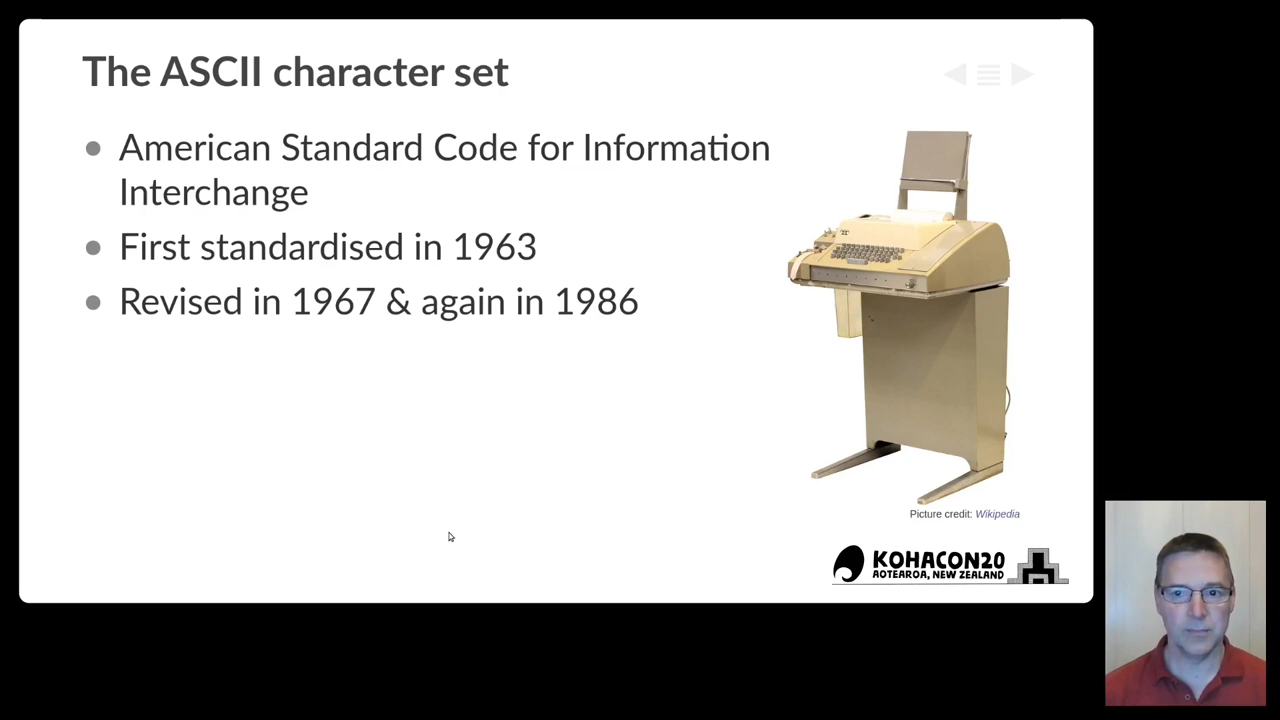 The ASCII character set
American Standard Code for Information
Interchange
First standardised in 1963
Revised in 1967 & again in 1986
Picture credit: Wikipedia
KOHACON20
AOTEAROA, NEW ZEALAND